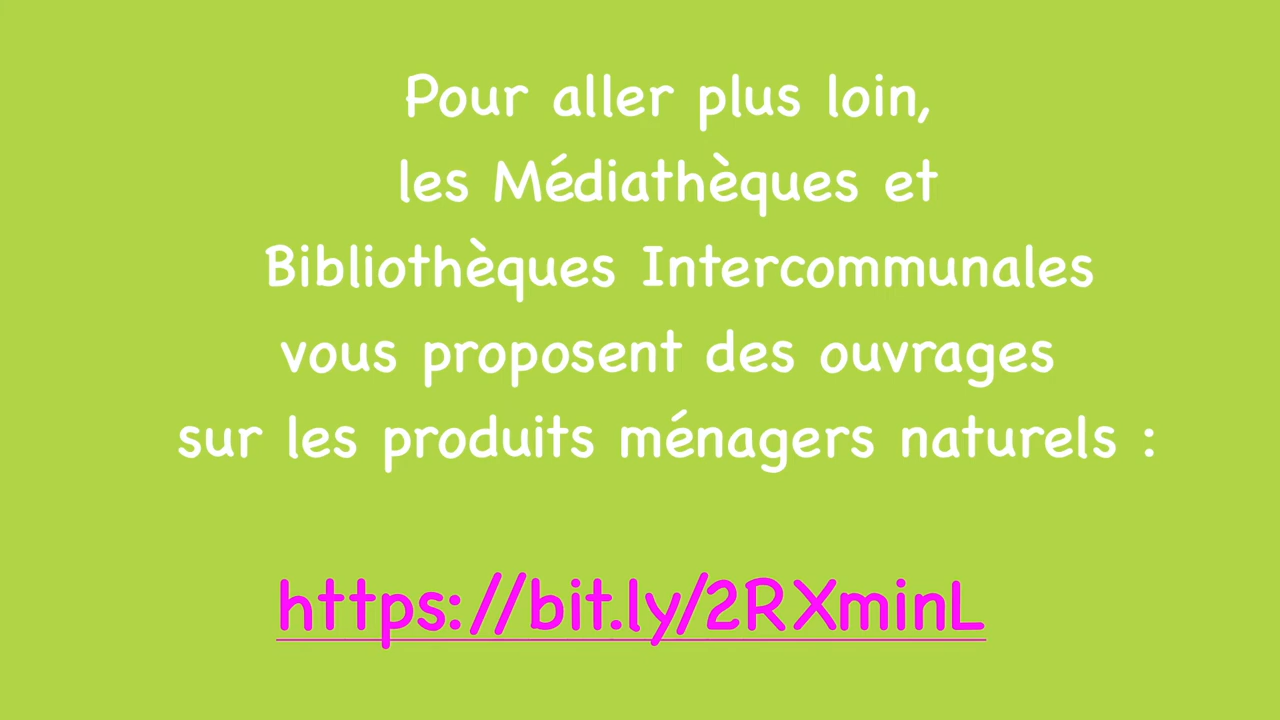 Pour aller plus loin,
les Médiathèques et
Bibliothèques Intercommunales
vous proposent des ouvrages
sur les produits ménagers naturels :
https://bit.ly/2RXminL